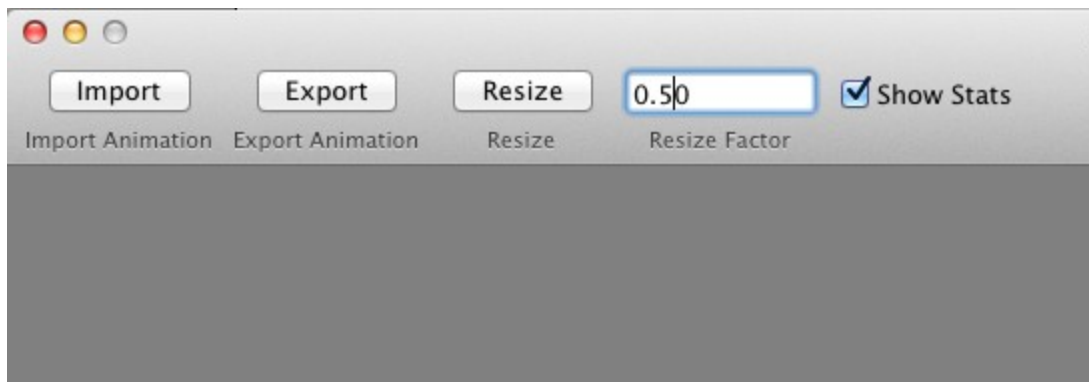 Import Export Resize 0.50 Show Stats
Import Animation Export Animation Resize Resize Factor